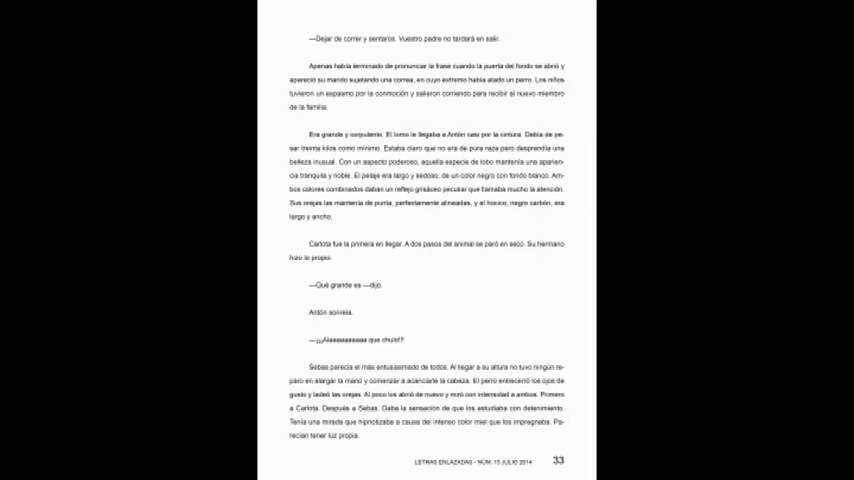 —Dejar de correr y sentaros. Vuestro padre no tardará en salir.
Apenas había terminado de pronunciar la frase cuando la puerta del fondo se abrió y
apareció su marido sujetando una correa, en cuyo extremo había atado un perro. Los niños
tuvieron un espasmo por la conmoción y salieron corriendo para recibir al nuevo miembro
de la familia.
Era grande y corpulento. El lomo le llegaba a Antón casi por la cintura. Debía de pe-
sar treinta kilos como mínimo. Estaba claro que no era de pura raza pero desprendía una
belleza inusual. Con un aspecto poderoso, aquella especie de lobo mantenía una aparien-
cia tranquila y noble. El pelaje era largo y sedoso, de un color negro con fondo blanco. Am-
bos colores combinados daban un reflejo grisáceo peculiar que llamaba mucho la atención.
Sus orejas las mantenía de punta, perfectamente alineadas, y el hocico, negro carbón, era
largo y ancho.
Carlota fue la primera en llegar. A dos pasos del animal se paró en seco. Su hermano
hizo lo propio.
—Qué grande es —dijo.
Antón sonreía.
—¡¡¡Alaaaaaaaaaa que chulo!!!
Sebas parecía el más entusiasmado de todos. Al llegar a su altura no tuvo ningún re-
paro en alargar la mano y comenzar a acariciarle la cabeza. El perro entrecerró los ojos de
gusto y ladeó las orejas. Al poco los abrió de nuevo y miró con intensidad a ambos. Primero
a Carlota. Después a Sebas. Daba la sensación de que los estudiaba con detenimiento.
Tenía una mirada que hipnotizaba a causa del intenso color miel que los impregnaba. Pa-
recían tener luz propia.
LETRAS ENLAZADAS - NÚM. 15 JULIO 2014 33